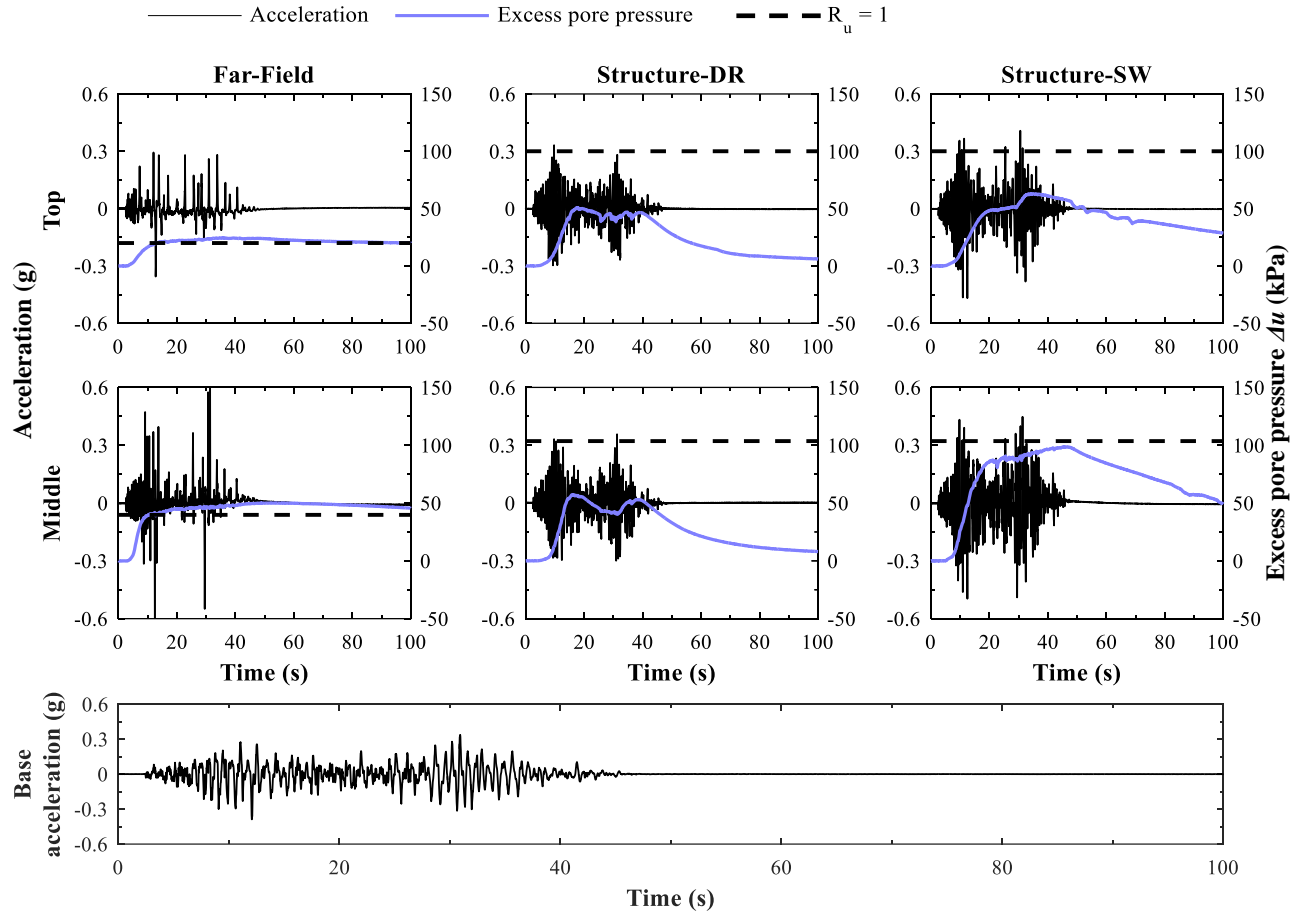 Acceleration Excess pore pressure R_u = 1
Far-Field Structure-DR Structure-SW
Acceleration (g)
Excess pore pressure Δu (kPa)
Top
0.6 150 0.6 150 0.6 150
0.3 100 0.3 100 0.3 100
0 50 0 50 0 50
-0.3 0 -0.3 0 -0.3 0
-0.6 -50 -0.6 -50 -0.6 -50
0 20 40 60 80 100 0 20 40 60 80 100 0 20 40 60 80 100
Middle
0.6 150 0.6 150 0.6 150
0.3 100 0.3 100 0.3 100
0 50 0 50 0 50
-0.3 0 -0.3 0 -0.3 0
-0.6 -50 -0.6 -50 -0.6 -50
0 20 40 60 80 100 0 20 40 60 80 100 0 20 40 60 80 100
Time (s) Time (s) Time (s)
Base
acceleration (g)
0.6
0.3
0
-0.3
-0.6
0 20 40 60 80 100
Time (s)